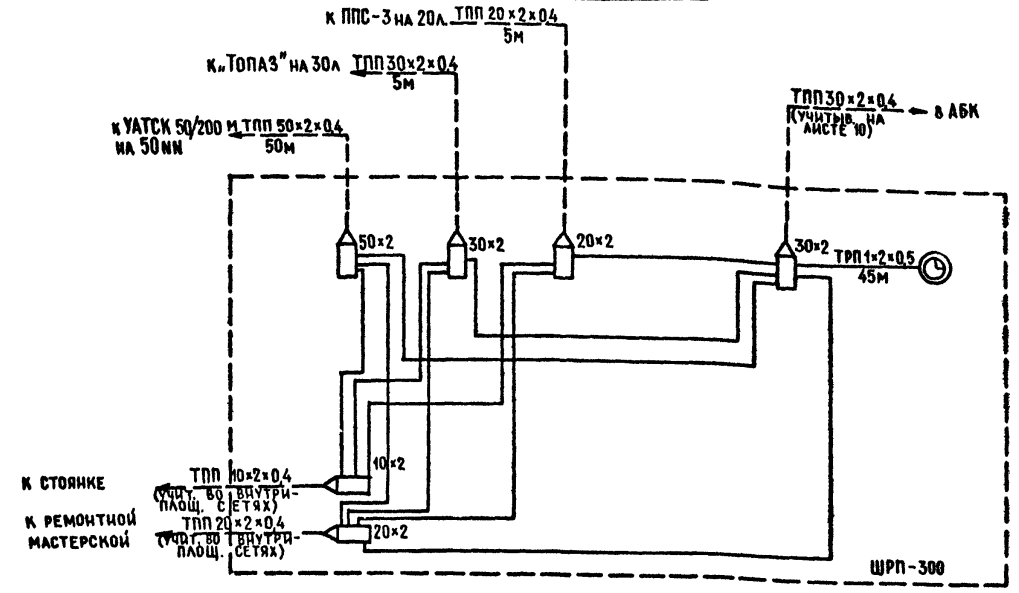 К ППС-3 НА 20Л. ТПП 20×2×0,4
5М
К „ТОПАЗ" НА 30Л ТПП 30×2×0,4
5М
К УАТСК 50/200 М ТПП 50×2×0,4
НА 50NN
50М
ТПП 30×2×0,4
В АБК
(УЧИТЫВ. НА
ЛИСТЕ 10)
50×2
30×2
20×2
30×2
ТРП 1×2×0,5
45М
10×2
К СТОЯНКЕ
ТПП 10×2×0,4
(УЧИТ. ВО ВНУТРИ-
ПЛОЩ. СЕТЯХ)
К РЕМОНТНОЙ
МАСТЕРСКОЙ
ТПП 20×2×0,4
(УЧИТ. ВО ВНУТРИ-
ПЛОЩ. СЕТЯХ)
20×2
ШРП-300